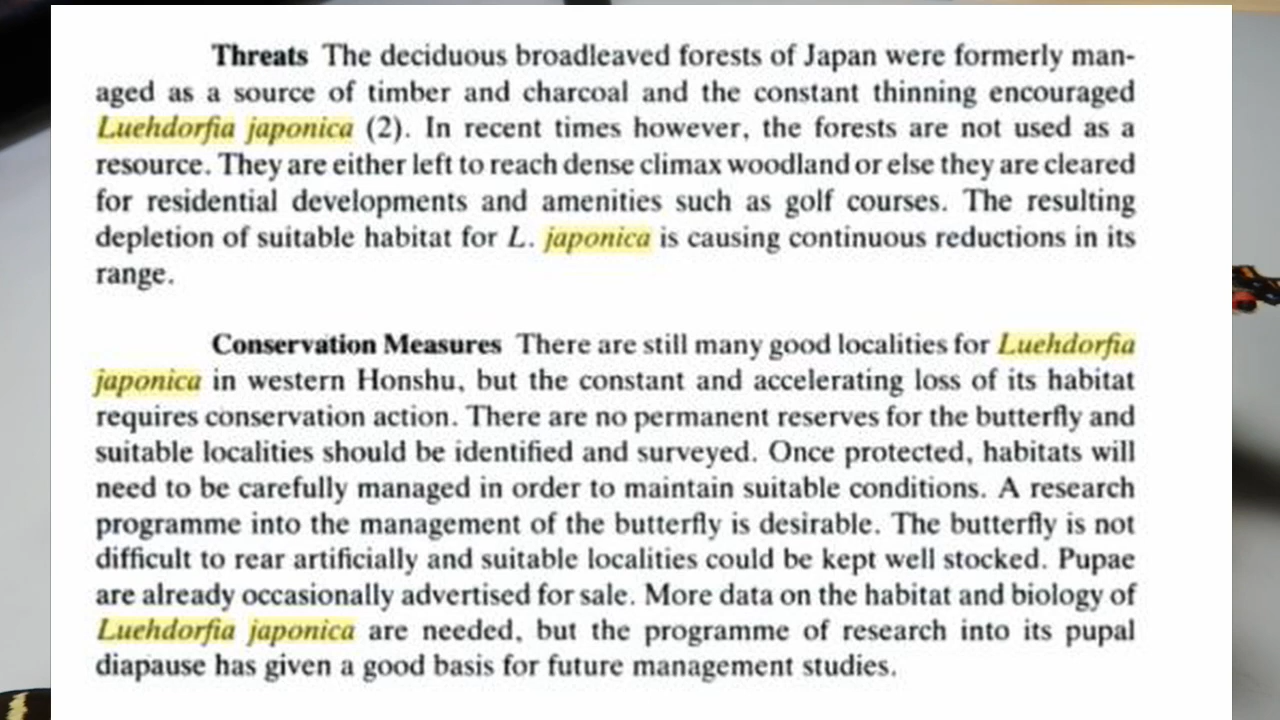 Threats The deciduous broadleaved forests of Japan were formerly man-
aged as a source of timber and charcoal and the constant thinning encouraged
Luehdorfia japonica (2). In recent times however, the forests are not used as a
resource. They are either left to reach dense climax woodland or else they are cleared
for residential developments and amenities such as golf courses. The resulting
depletion of suitable habitat for L. japonica is causing continuous reductions in its
range.
Conservation Measures There are still many good localities for Luehdorfia
japonica in western Honshu, but the constant and accelerating loss of its habitat
requires conservation action. There are no permanent reserves for the butterfly and
suitable localities should be identified and surveyed. Once protected, habitats will
need to be carefully managed in order to maintain suitable conditions. A research
programme into the management of the butterfly is desirable. The butterfly is not
difficult to rear artificially and suitable localities could be kept well stocked. Pupae
are already occasionally advertised for sale. More data on the habitat and biology of
Luehdorfia japonica are needed, but the programme of research into its pupal
diapause has given a good basis for future management studies.